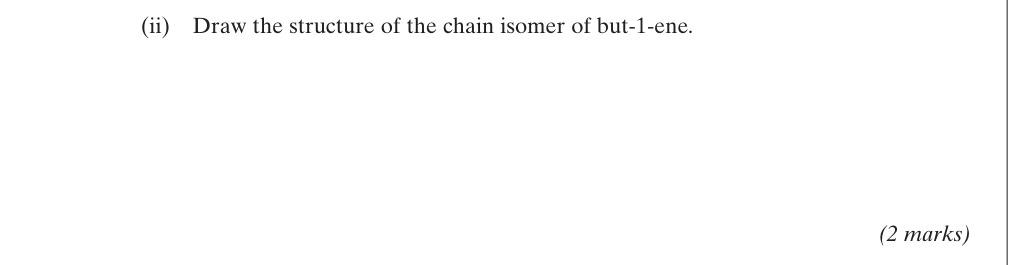 (ii) Draw the structure of the chain isomer of but-1-ene.
(2 marks)